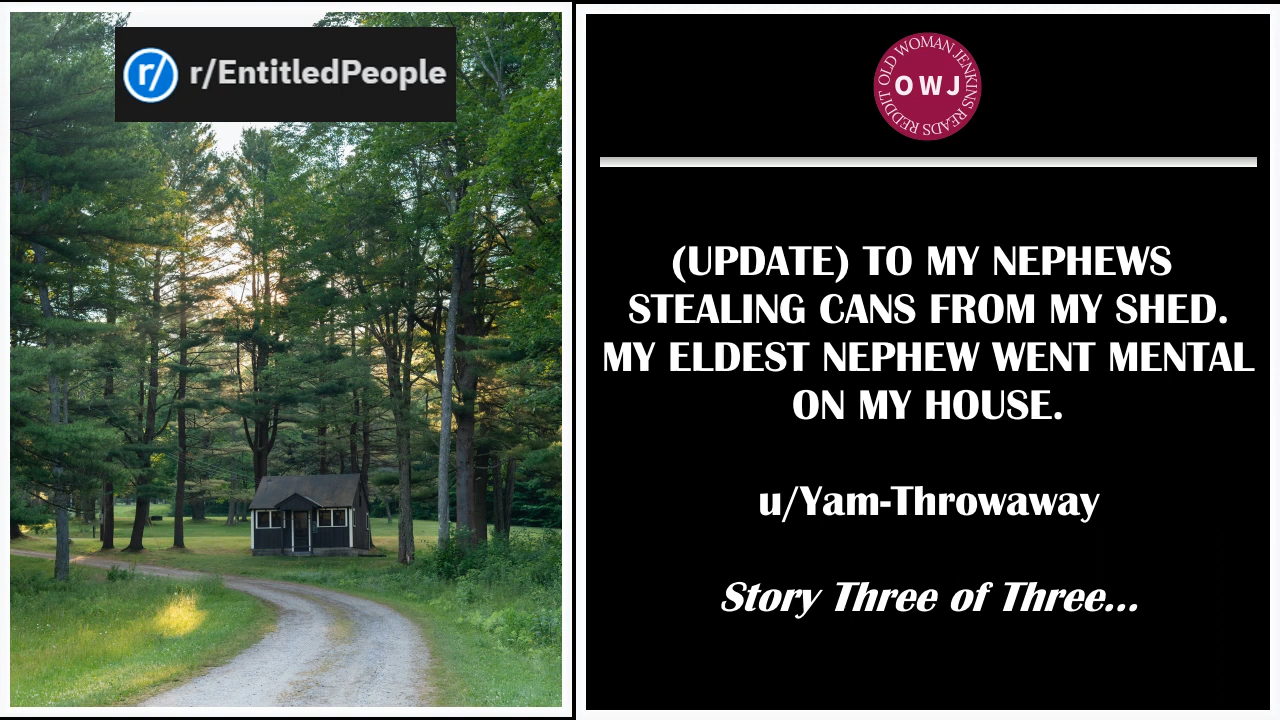 r/ r/EntitledPeople
OLD WOMAN JENKINS READS REDDIT
OWJ
(UPDATE) TO MY NEPHEWS
STEALING CANS FROM MY SHED.
MY ELDEST NEPHEW WENT MENTAL
ON MY HOUSE.
u/Yam-Throwaway
Story Three of Three...